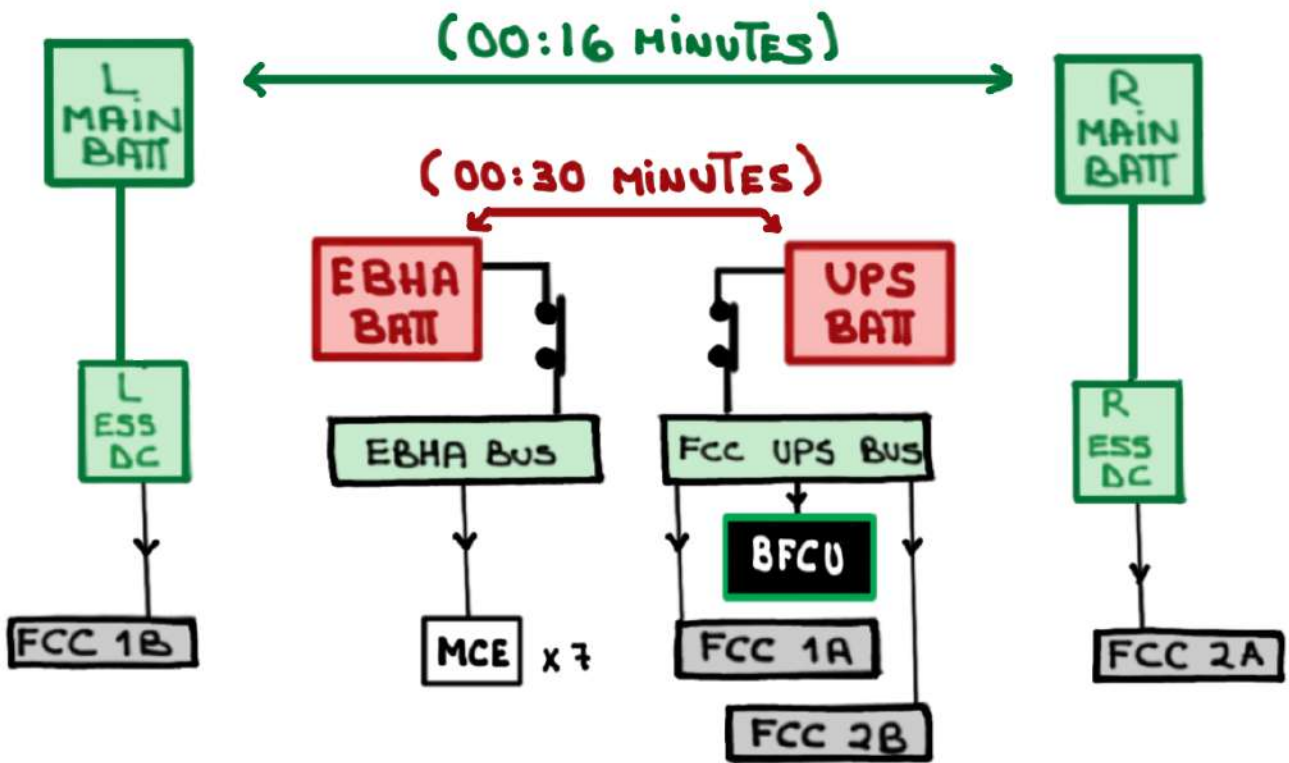 (00:16 MINUTES)
L
MAIN
BATT
R
MAIN
BATT
(00:30 MINUTES)
EBHA
BATT
UPS
BATT
L
ESS
DC
R
ESS
DC
EBHA BUS
FCC UPS BUS
BFCU
FCC 1B
MCE x 7
FCC 1A
FCC 2A
FCC 2B